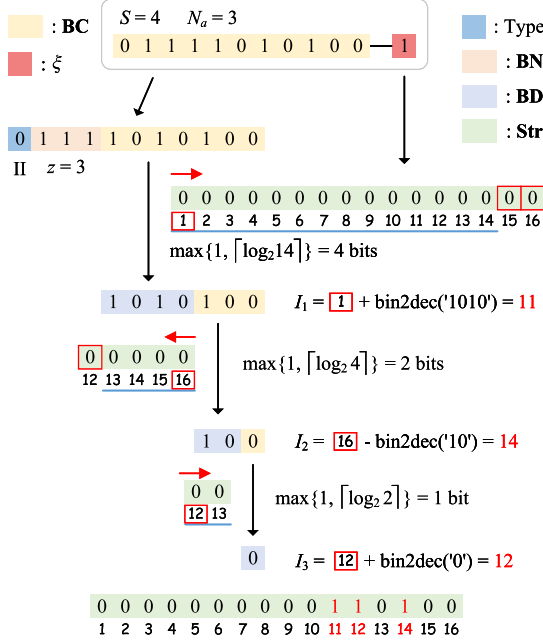 : BC
: ξ
S = 4 N_a = 3
0 1 1 1 1 0 1 0 1 0 0 1
: Type
: BN
: BD
: Str
0 1 1 1 1 0 1 0 1 0 0
II z = 3
0 0 0 0 0 0 0 0 0 0 0 0 0 0 0 0
1 2 3 4 5 6 7 8 9 10 11 12 13 14 15 16
max{1, ⌈log₂14⌉} = 4 bits
1 0 1 0 1 0 0
I₁ = 1 + bin2dec('1010') = 11
0 0 0 0 0
12 13 14 15 16
max{1, ⌈log₂ 4⌉} = 2 bits
1 0 0
I₂ = 16 - bin2dec('10') = 14
0 0
12 13
max{1, ⌈log₂ 2⌉} = 1 bit
0
I₃ = 12 + bin2dec('0') = 12
0 0 0 0 0 0 0 0 0 0 1 1 0 1 0 0
1 2 3 4 5 6 7 8 9 10 11 12 13 14 15 16